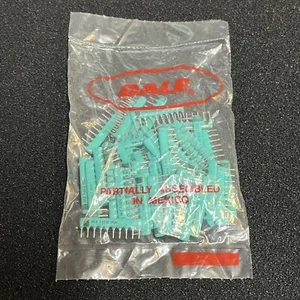 DALE
PARTIALLY ASSEMBLED
IN MEXICO